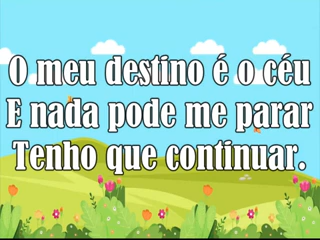 O meu destino é o céu
E nada pode me parar
Tenho que continuar.